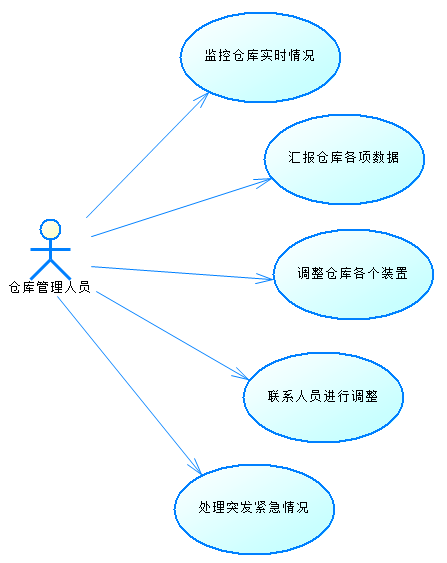 监控仓库实时情况
汇报仓库各项数据
调整仓库各个装置
仓库管理人员
联系人员进行调整
处理突发紧急情况